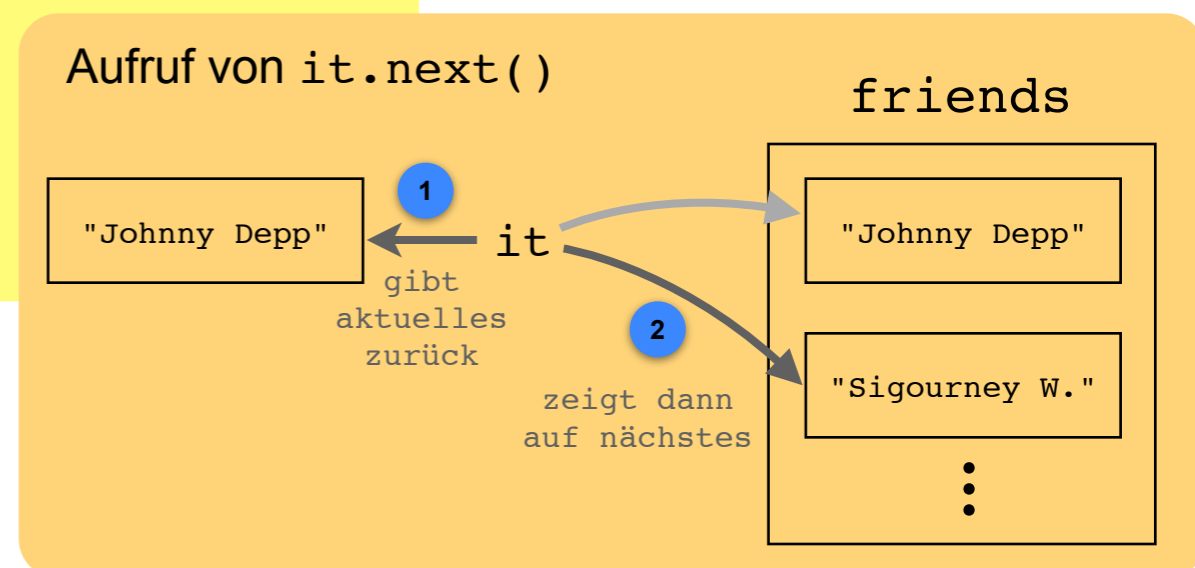 Aufruf von it.next()
friends
"Johnny Depp"
1
it
"Johnny Depp"
gibt
aktuelles
zurück
2
zeigt dann
auf nächstes
"Sigourney W."